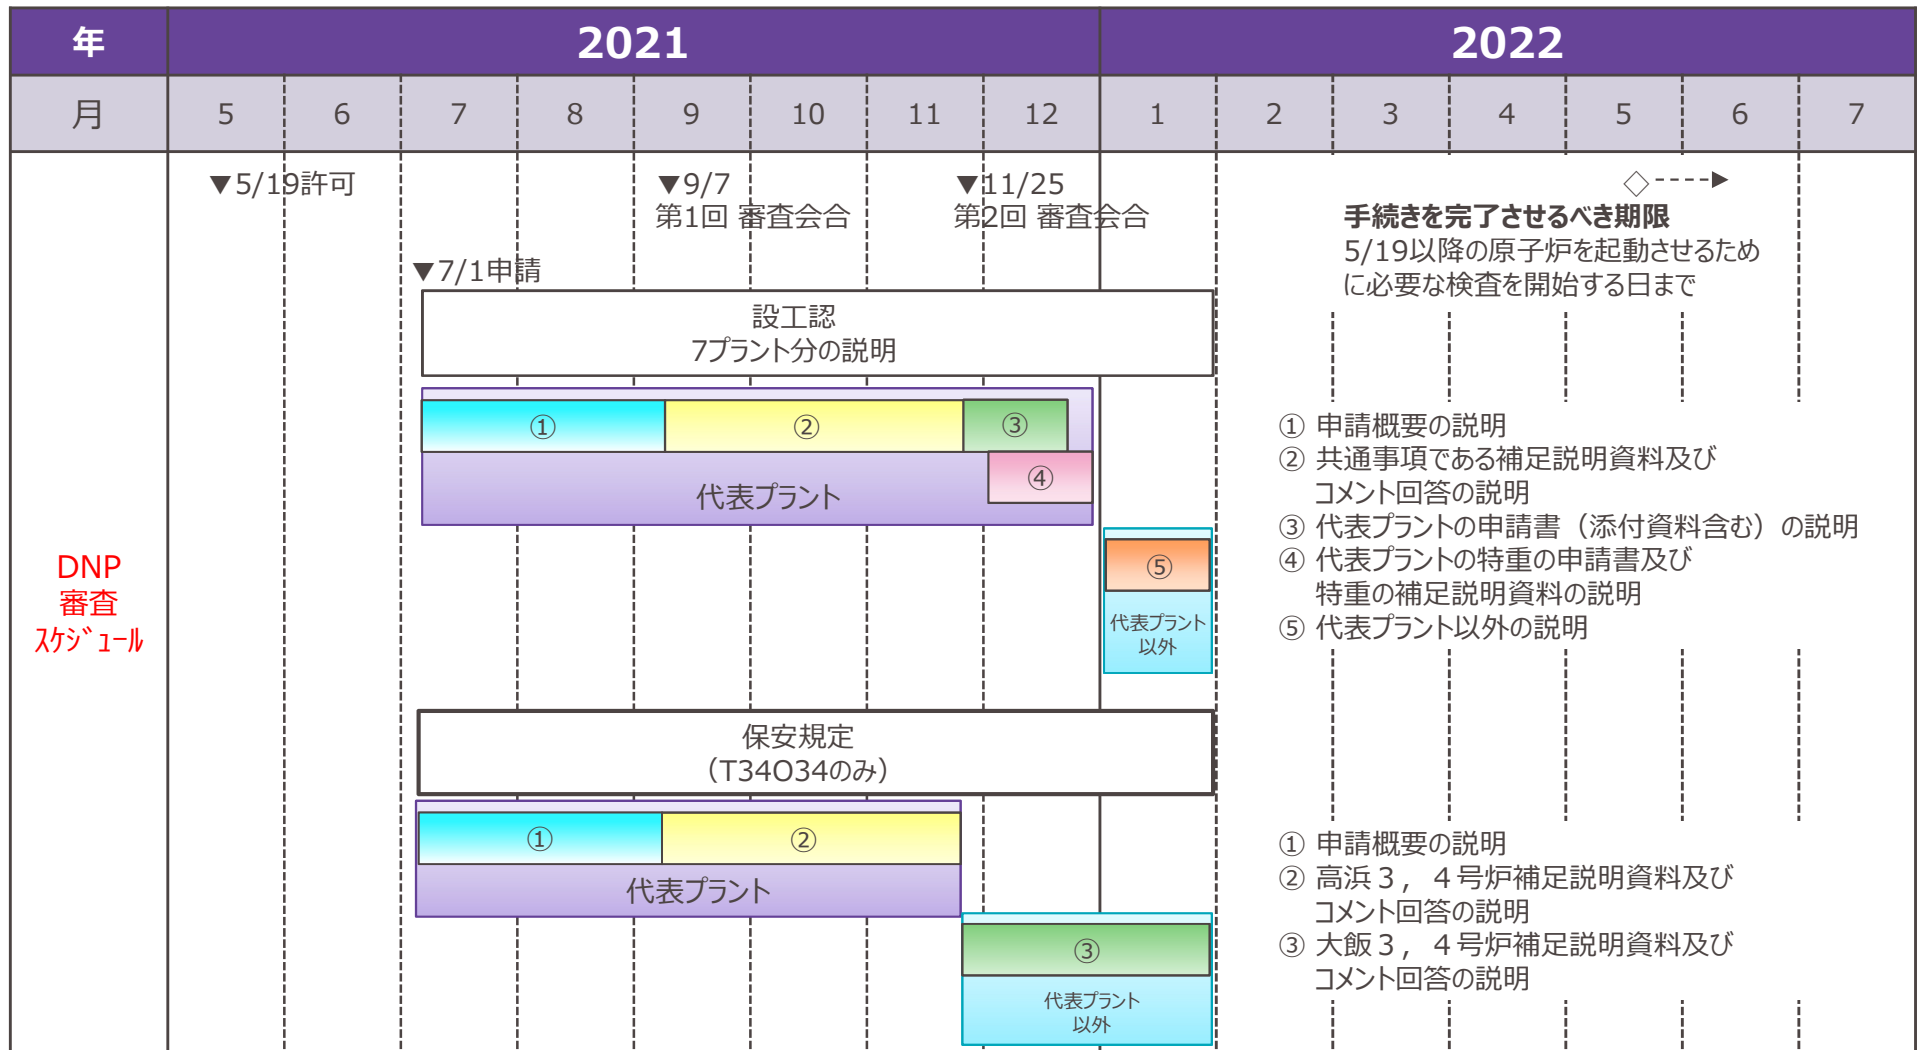 年 2021 2022
月 5 6 7 8 9 10 11 12 1 2 3 4 5 6 7
▼5/19許可
▼9/7
第1回 審査会合
▼11/25
第2回 審査会合
◇
手続きを完了させるべき期限
5/19以降の原子炉を起動させるため
に必要な検査を開始する日まで
▼7/1申請
設工認
7プラント分の説明
① ② ③
④
代表プラント
⑤
代表プラント
以外
① 申請概要の説明
② 共通事項である補足説明資料及び
コメント回答の説明
③ 代表プラントの申請書（添付資料含む）の説明
④ 代表プラントの特重の申請書及び
特重の補足説明資料の説明
⑤ 代表プラント以外の説明
DNP
審査
ｽｹｼﾞｭｰﾙ
保安規定
（T34O34のみ）
① ②
代表プラント
③
代表プラント
以外
① 申請概要の説明
② 高浜３，４号炉補足説明資料及び
コメント回答の説明
③ 大飯３，４号炉補足説明資料及び
コメント回答の説明